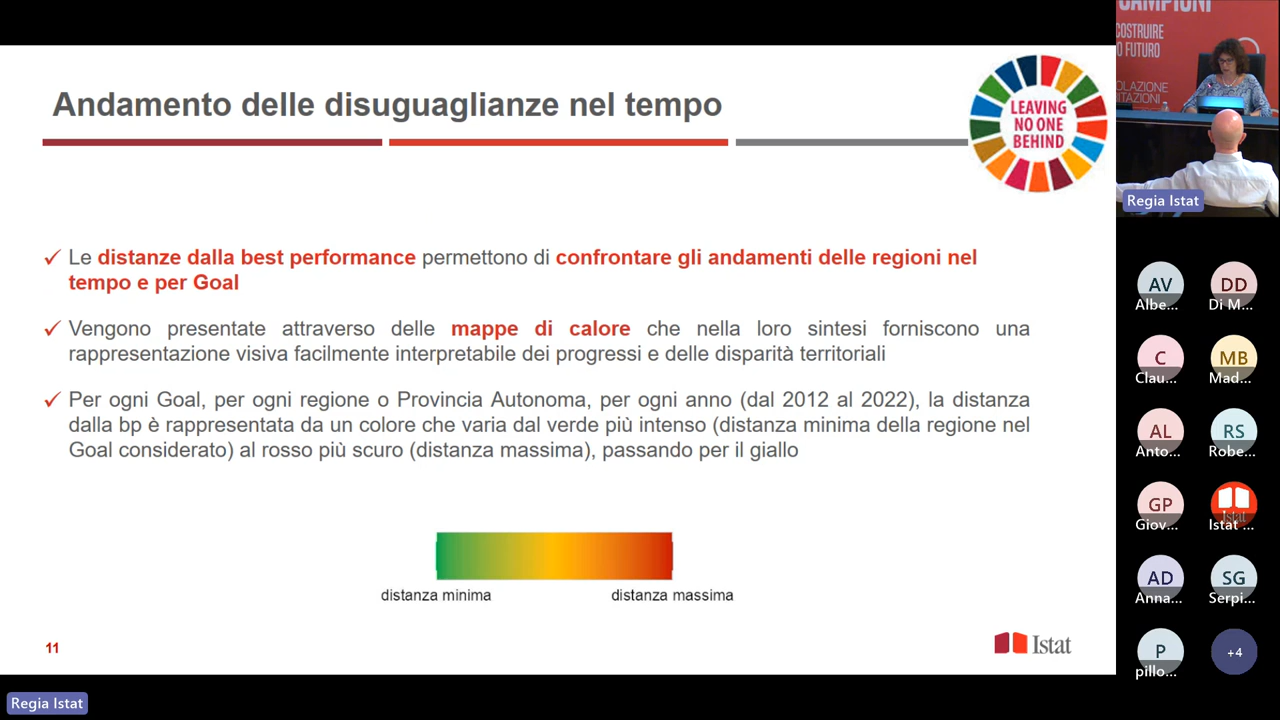 Andamento delle disuguaglianze nel tempo
LEAVING
NO ONE
BEHIND
Le distanze dalla best performance permettono di confrontare gli andamenti delle regioni nel
tempo e per Goal
Vengono presentate attraverso delle mappe di calore che nella loro sintesi forniscono una
rappresentazione visiva facilmente interpretabile dei progressi e delle disparità territoriali
Per ogni Goal, per ogni regione o Provincia Autonoma, per ogni anno (dal 2012 al 2022), la distanza
dalla bp è rappresentata da un colore che varia dal verde più intenso (distanza minima della regione nel
Goal considerato) al rosso più scuro (distanza massima), passando per il giallo
distanza minima
distanza massima
11
Istat
Regia Istat
CAMPIONI
COSTRUIRE
O FUTURO
OLAZIONE
ITAZIONI
Regia Istat
AV
Albe...
DD
Di M...
C
Clau...
MB
Mad...
AL
Anto...
RS
Robe...
GP
Giov...
Istat
Istat ...
AD
Anna...
SG
Serpi...
P
pillo...
+4